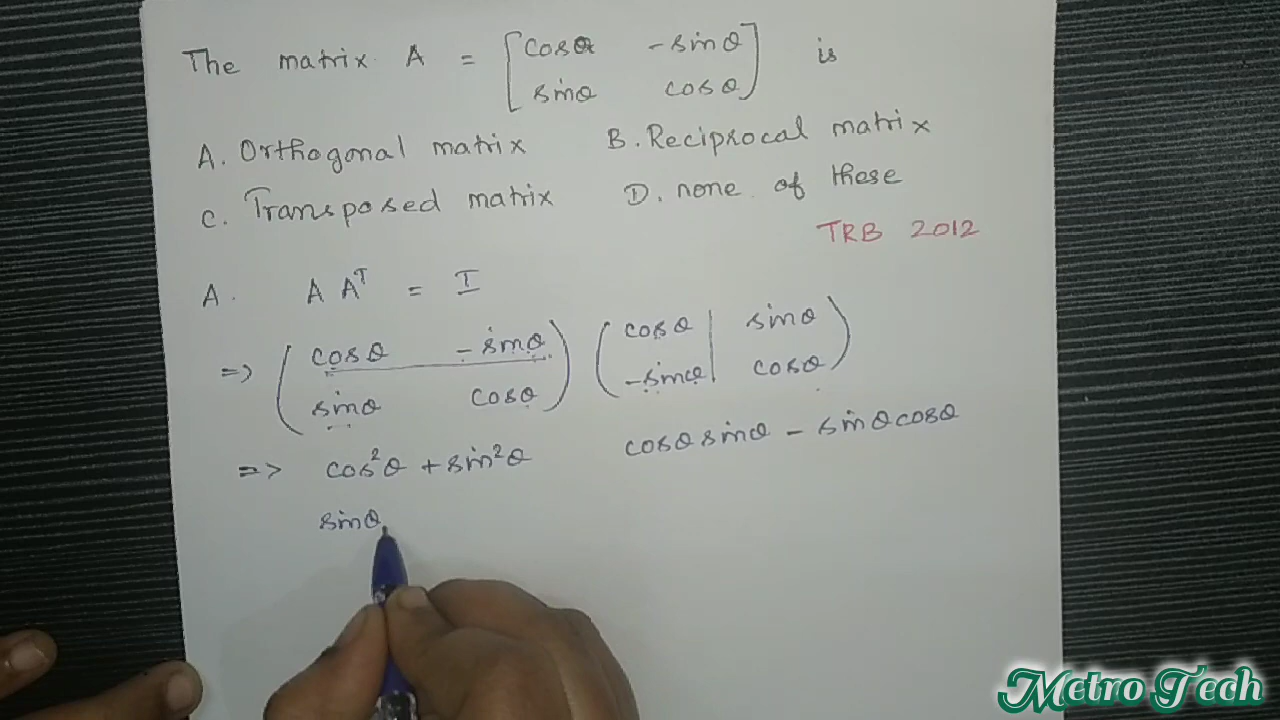 The matrix A = [cosθ -sinθ
sinθ cosθ] is
A. Orthogonal matrix B. Reciprocal matrix
C. Transposed matrix D. none of these
TRB 2012
A. A Aᵀ = I
=> (cosθ -sinθ) (cosθ | sinθ)
(sinθ cosθ) (-sinθ | cosθ)
=> cos²θ + sin²θ cosθ sinθ - sinθ cosθ
sinθ
Metro Tech